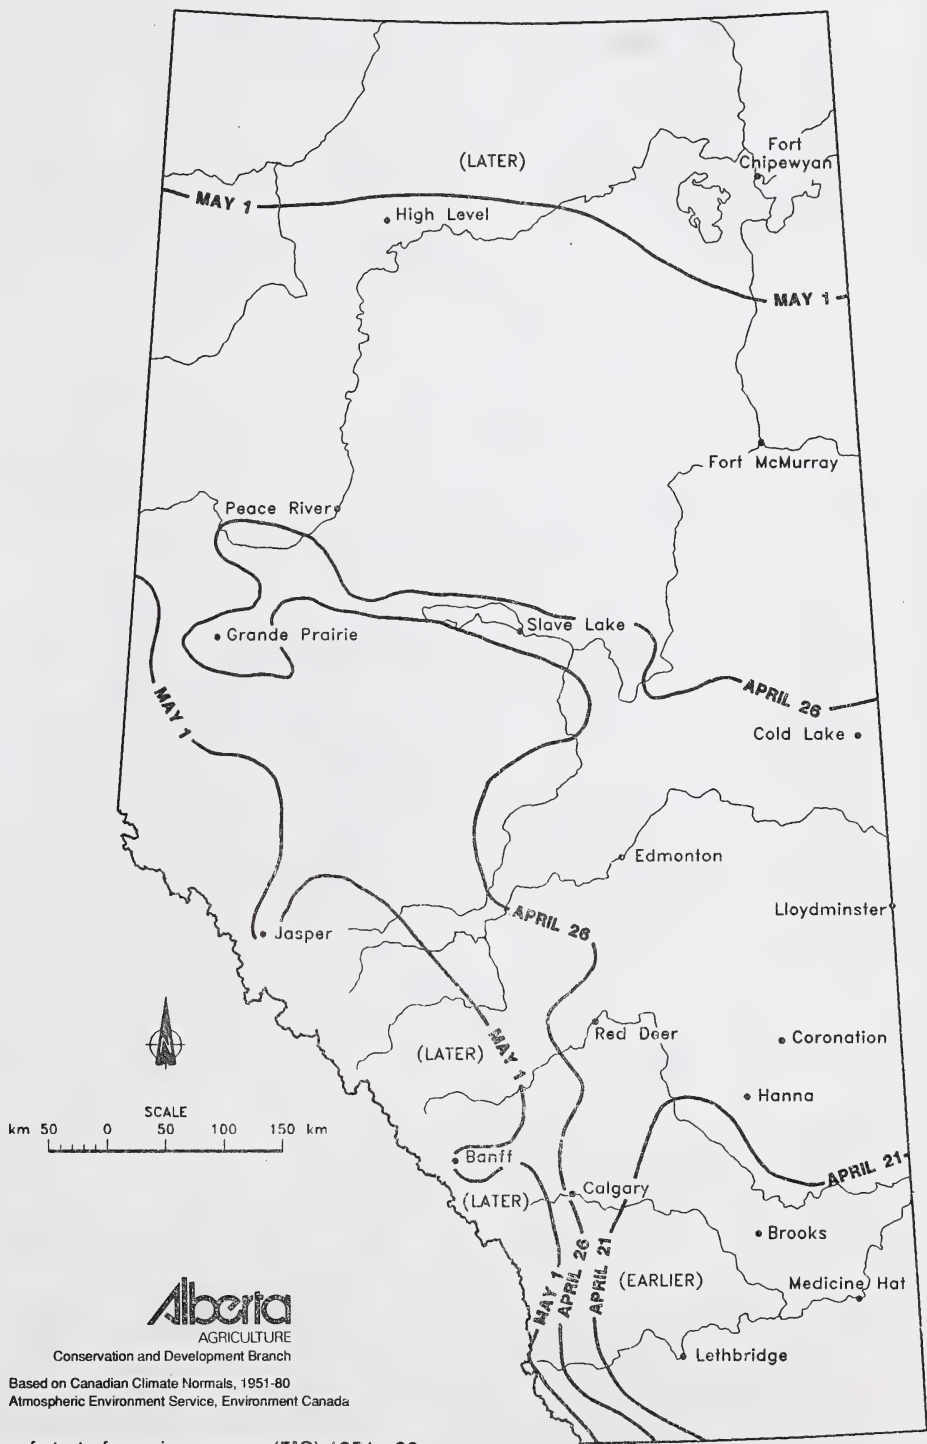 (LATER)
Fort
Chipewyan
MAY 1
High Level
MAY 1
Fort McMurray
Peace River
Grande Prairie
Slave Lake
MAY 1
APRIL 26
Cold Lake
Edmonton
APRIL 26
Lloydminster
Jasper
Red Deer
Coronation
(LATER)
MAY 1
Hanna
SCALE
km 50 0 50 100 150 km
Banff
APRIL 21
(LATER)
Calgary
Brooks
MAY 1
APRIL 26
APRIL 21
(EARLIER)
Medicine Hat
Lethbridge
N
Alberta
AGRICULTURE
Conservation and Development Branch
Based on Canadian Climate Normals, 1951-80
Atmospheric Environment Service, Environment Canada